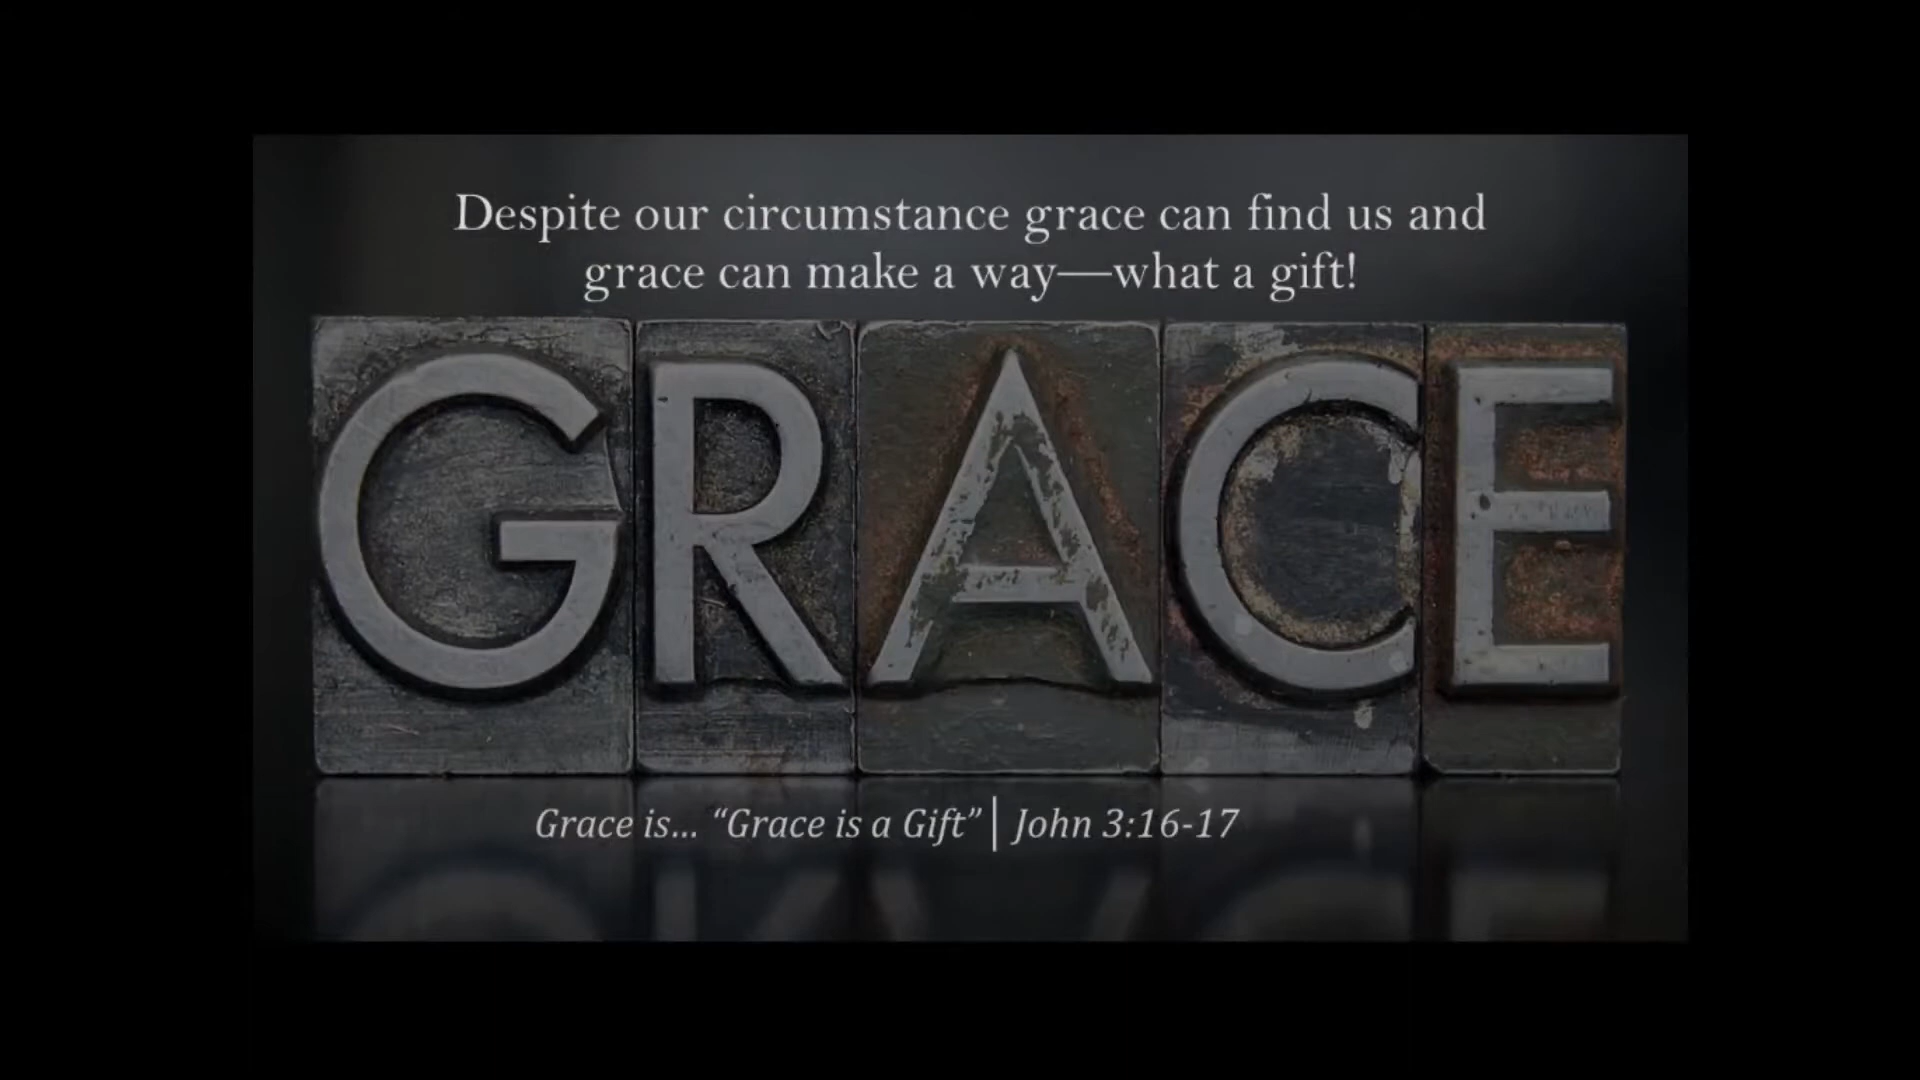 Despite our circumstance grace can find us and
grace can make a way—what a gift!
GRACE
Grace is... “Grace is a Gift” | John 3:16-17